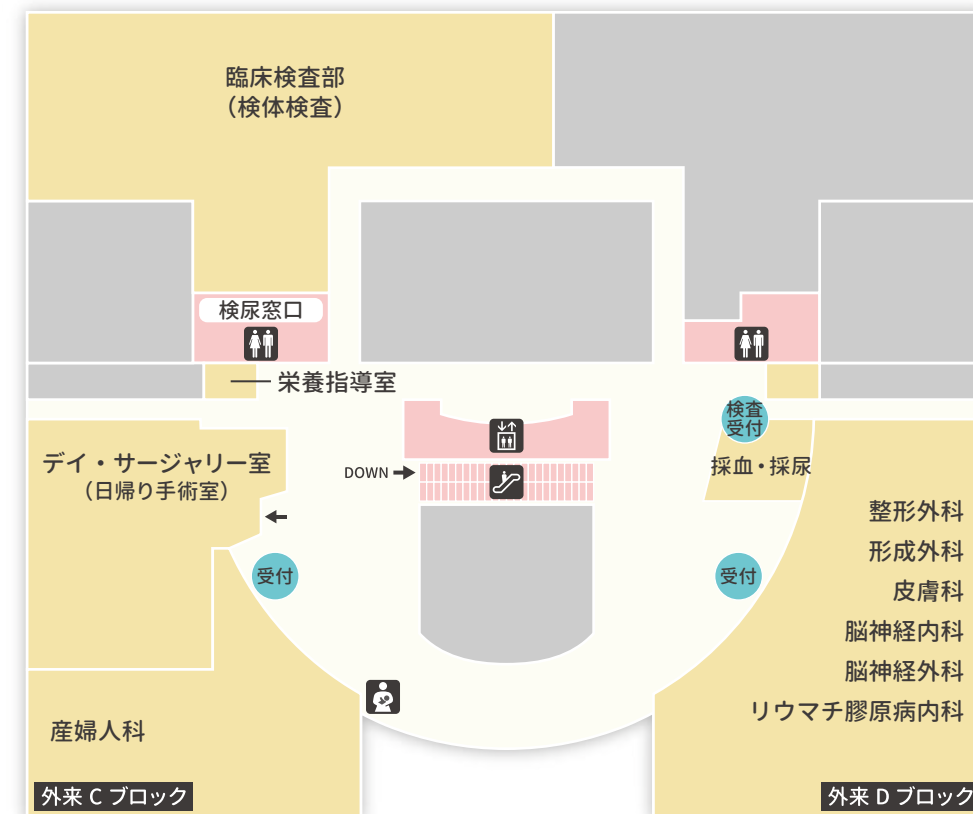 臨床検査部
（検体検査）
検尿窓口
栄養指導室
検査
受付
デイ・サージャリー室
（日帰り手術室）
DOWN
採血・採尿
整形外科
形成外科
皮膚科
脳神経内科
脳神経外科
リウマチ膠原病内科
受付
受付
産婦人科
外来 C ブロック
外来 D ブロック